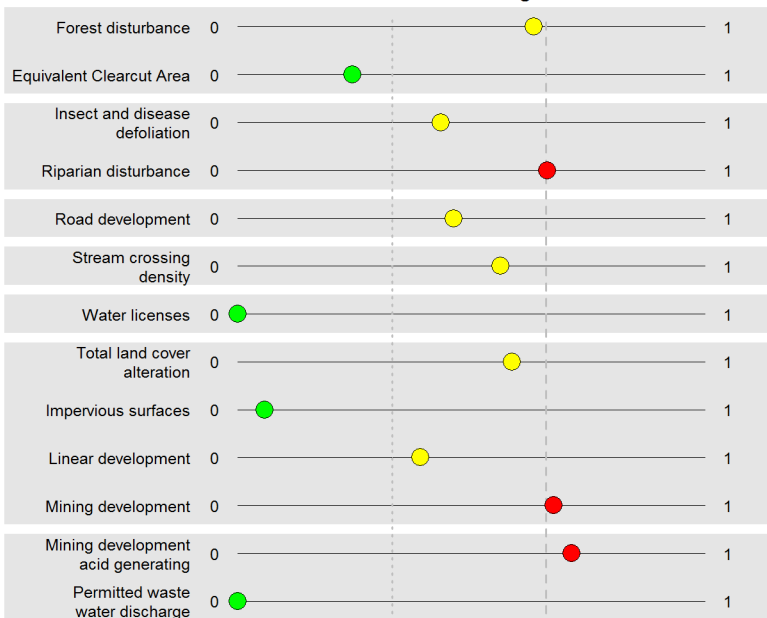 Forest disturbance 0 1
Equivalent Clearcut Area 0 1
Insect and disease
defoliation 0 1
Riparian disturbance 0 1
Road development 0 1
Stream crossing
density 0 1
Water licenses 0 1
Total land cover
alteration 0 1
Impervious surfaces 0 1
Linear development 0 1
Mining development 0 1
Mining development
acid generating 0 1
Permitted waste
water discharge 0 1